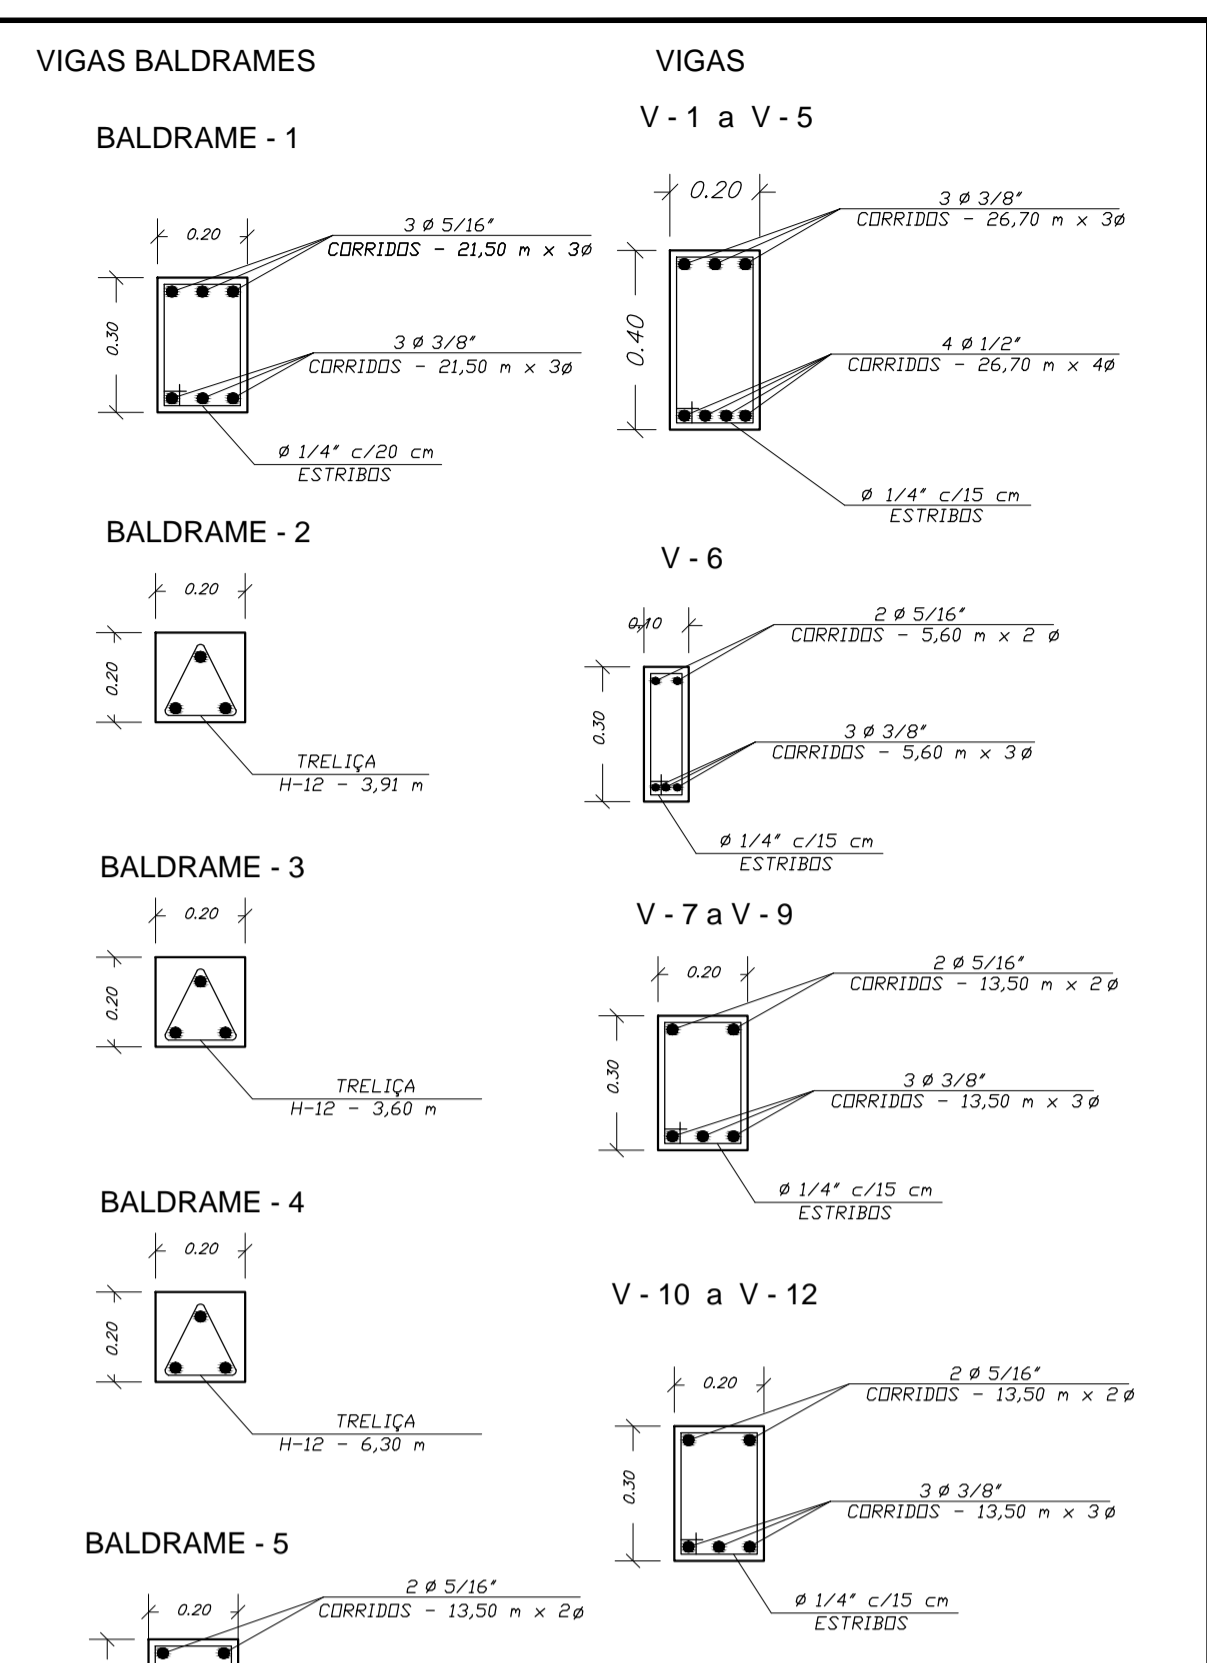 VIGAS BALDRAMES
BALDRAME - 1
0.20
3 ø 5/16"
CORRIDOS - 21,50 m x 3ø
0.30
3 ø 3/8"
CORRIDOS - 21,50 m x 3ø
ø 1/4" c/20 cm
ESTRIBOS
BALDRAME - 2
0.20
0.20
TRELIÇA
H-12 - 3,91 m
BALDRAME - 3
0.20
0.20
TRELIÇA
H-12 - 3,60 m
BALDRAME - 4
0.20
0.20
TRELIÇA
H-12 - 6,30 m
BALDRAME - 5
0.20
2 ø 5/16"
CORRIDOS - 13,50 m x 2ø
VIGAS
V - 1 a V - 5
0.20
3 ø 3/8"
CORRIDOS - 26,70 m x 3ø
0.40
4 ø 1/2"
CORRIDOS - 26,70 m x 4ø
ø 1/4" c/15 cm
ESTRIBOS
V - 6
0.10
2 ø 5/16"
CORRIDOS - 5,60 m x 2 ø
0.30
3 ø 3/8"
CORRIDOS - 5,60 m x 3ø
ø 1/4" c/15 cm
ESTRIBOS
V - 7 a V - 9
0.20
2 ø 5/16"
CORRIDOS - 13,50 m x 2ø
0.30
3 ø 3/8"
CORRIDOS - 13,50 m x 3ø
ø 1/4" c/15 cm
ESTRIBOS
V - 10 a V - 12
0.20
2 ø 5/16"
CORRIDOS - 13,50 m x 2ø
0.30
3 ø 3/8"
CORRIDOS - 13,50 m x 3ø
ø 1/4" c/15 cm
ESTRIBOS